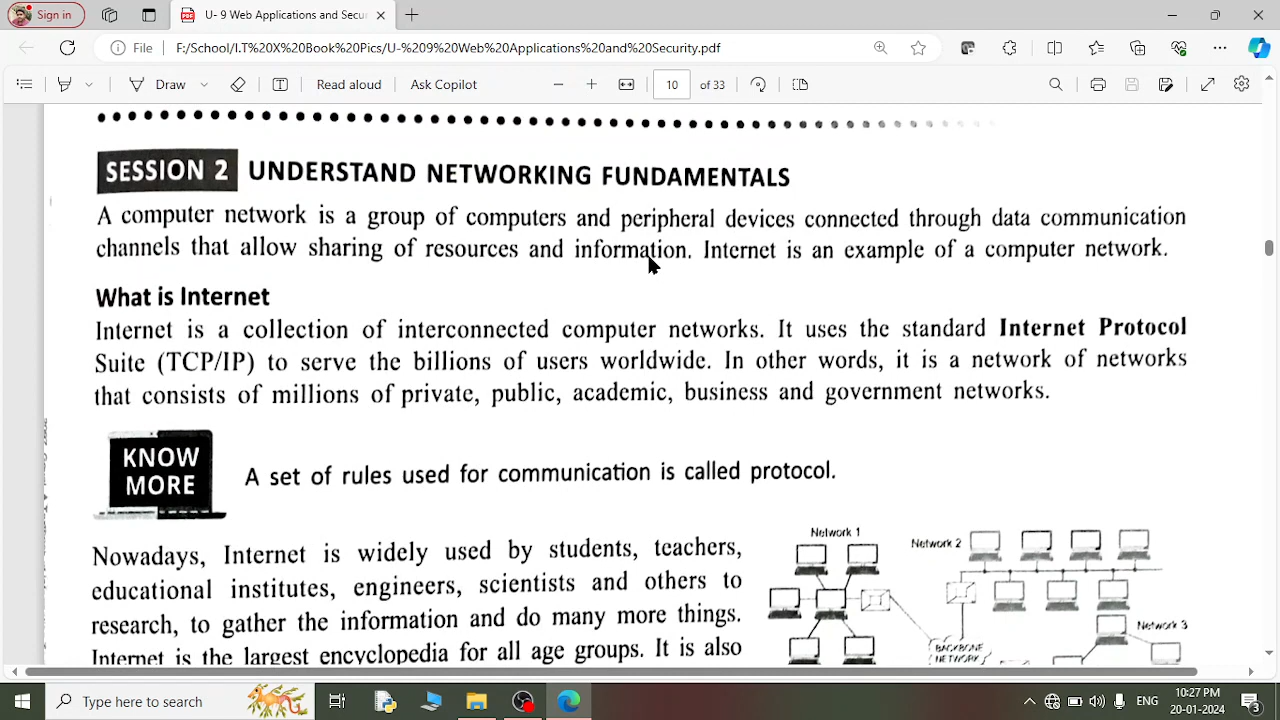 Sign in
U- 9 Web Applications and Secu
File
F:/School/I.T%20X%20Book%20Pics/U-%209%20Web%20Applications%20and%20Security.pdf
Draw
Read aloud
Ask Copilot
10
of 33
SESSION 2 UNDERSTAND NETWORKING FUNDAMENTALS
A computer network is a group of computers and peripheral devices connected through data communication
channels that allow sharing of resources and information. Internet is an example of a computer network.
What is Internet
Internet is a collection of interconnected computer networks. It uses the standard Internet Protocol
Suite (TCP/IP) to serve the billions of users worldwide. In other words, it is a network of networks
that consists of millions of private, public, academic, business and government networks.
KNOW
MORE
A set of rules used for communication is called protocol.
Nowadays, Internet is widely used by students, teachers,
educational institutes, engineers, scientists and others to
research, to gather the information and do many more things.
Internet is the largest encyclopedia for all age groups. It is also
Network 1
Network 2
Network 3
BACKBONE
NETWORK
Type here to search
ENG
10:27 PM
20-01-2024
3